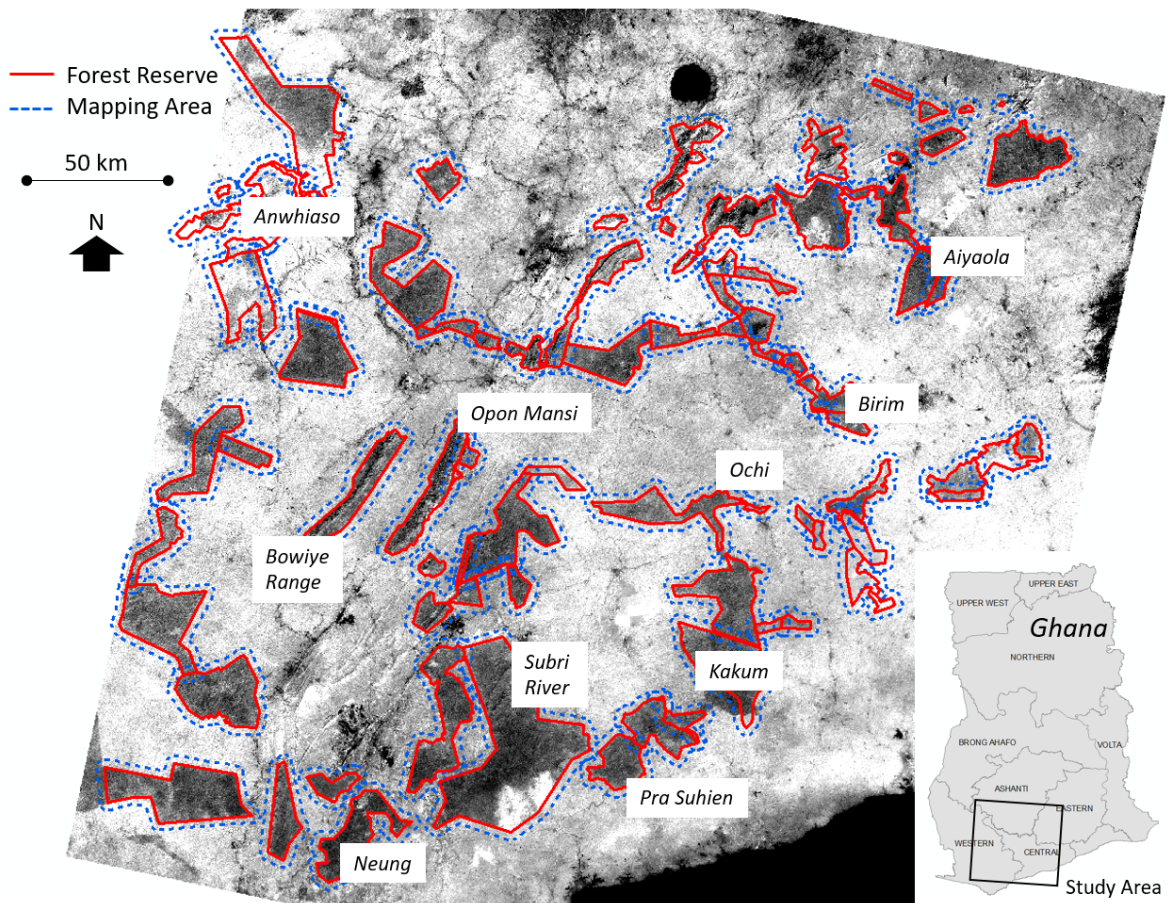 Forest Reserve
Mapping Area
50 km
N
Anwhiaso
Aiyaola
Opon Mansi
Birim
Ochi
Bowiye
Range
Subri
River
Kakum
Pra Suhien
Neung
UPPER EAST
UPPER WEST
Ghana
NORTHERN
BRONG AHAFO
VOLTA
ASHANTI
EASTERN
WESTERN
CENTRAL
Study Area